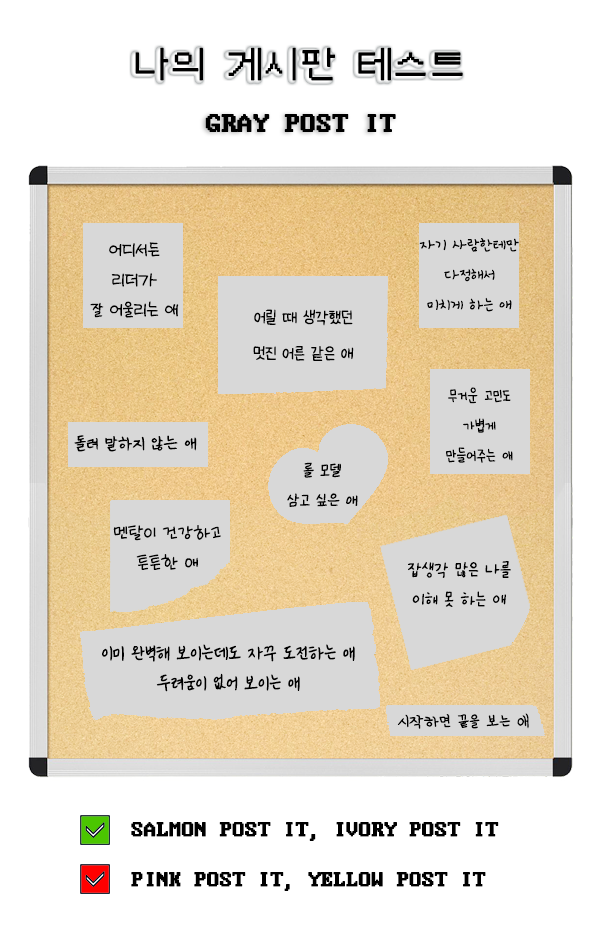 나의 게시판 테스트
GRAY POST IT
어디서든
리더가
잘 어울리는 애
자기 사람한테만
다정해서
미치게 하는 애
어릴 때 생각했던
멋진 어른 같은 애
무거운 고민도
가볍게
만들어주는 애
돌려 말하지 않는 애
롤 모델
삼고 싶은 애
멘탈이 건강하고
튼튼한 애
잡생각 많은 나를
이해 못 하는 애
이미 완벽해 보이는데도 자꾸 도전하는 애
두려움이 없어 보이는 애
시작하면 끝을 보는 애
SALMON POST IT, IVORY POST IT
PINK POST IT, YELLOW POST IT